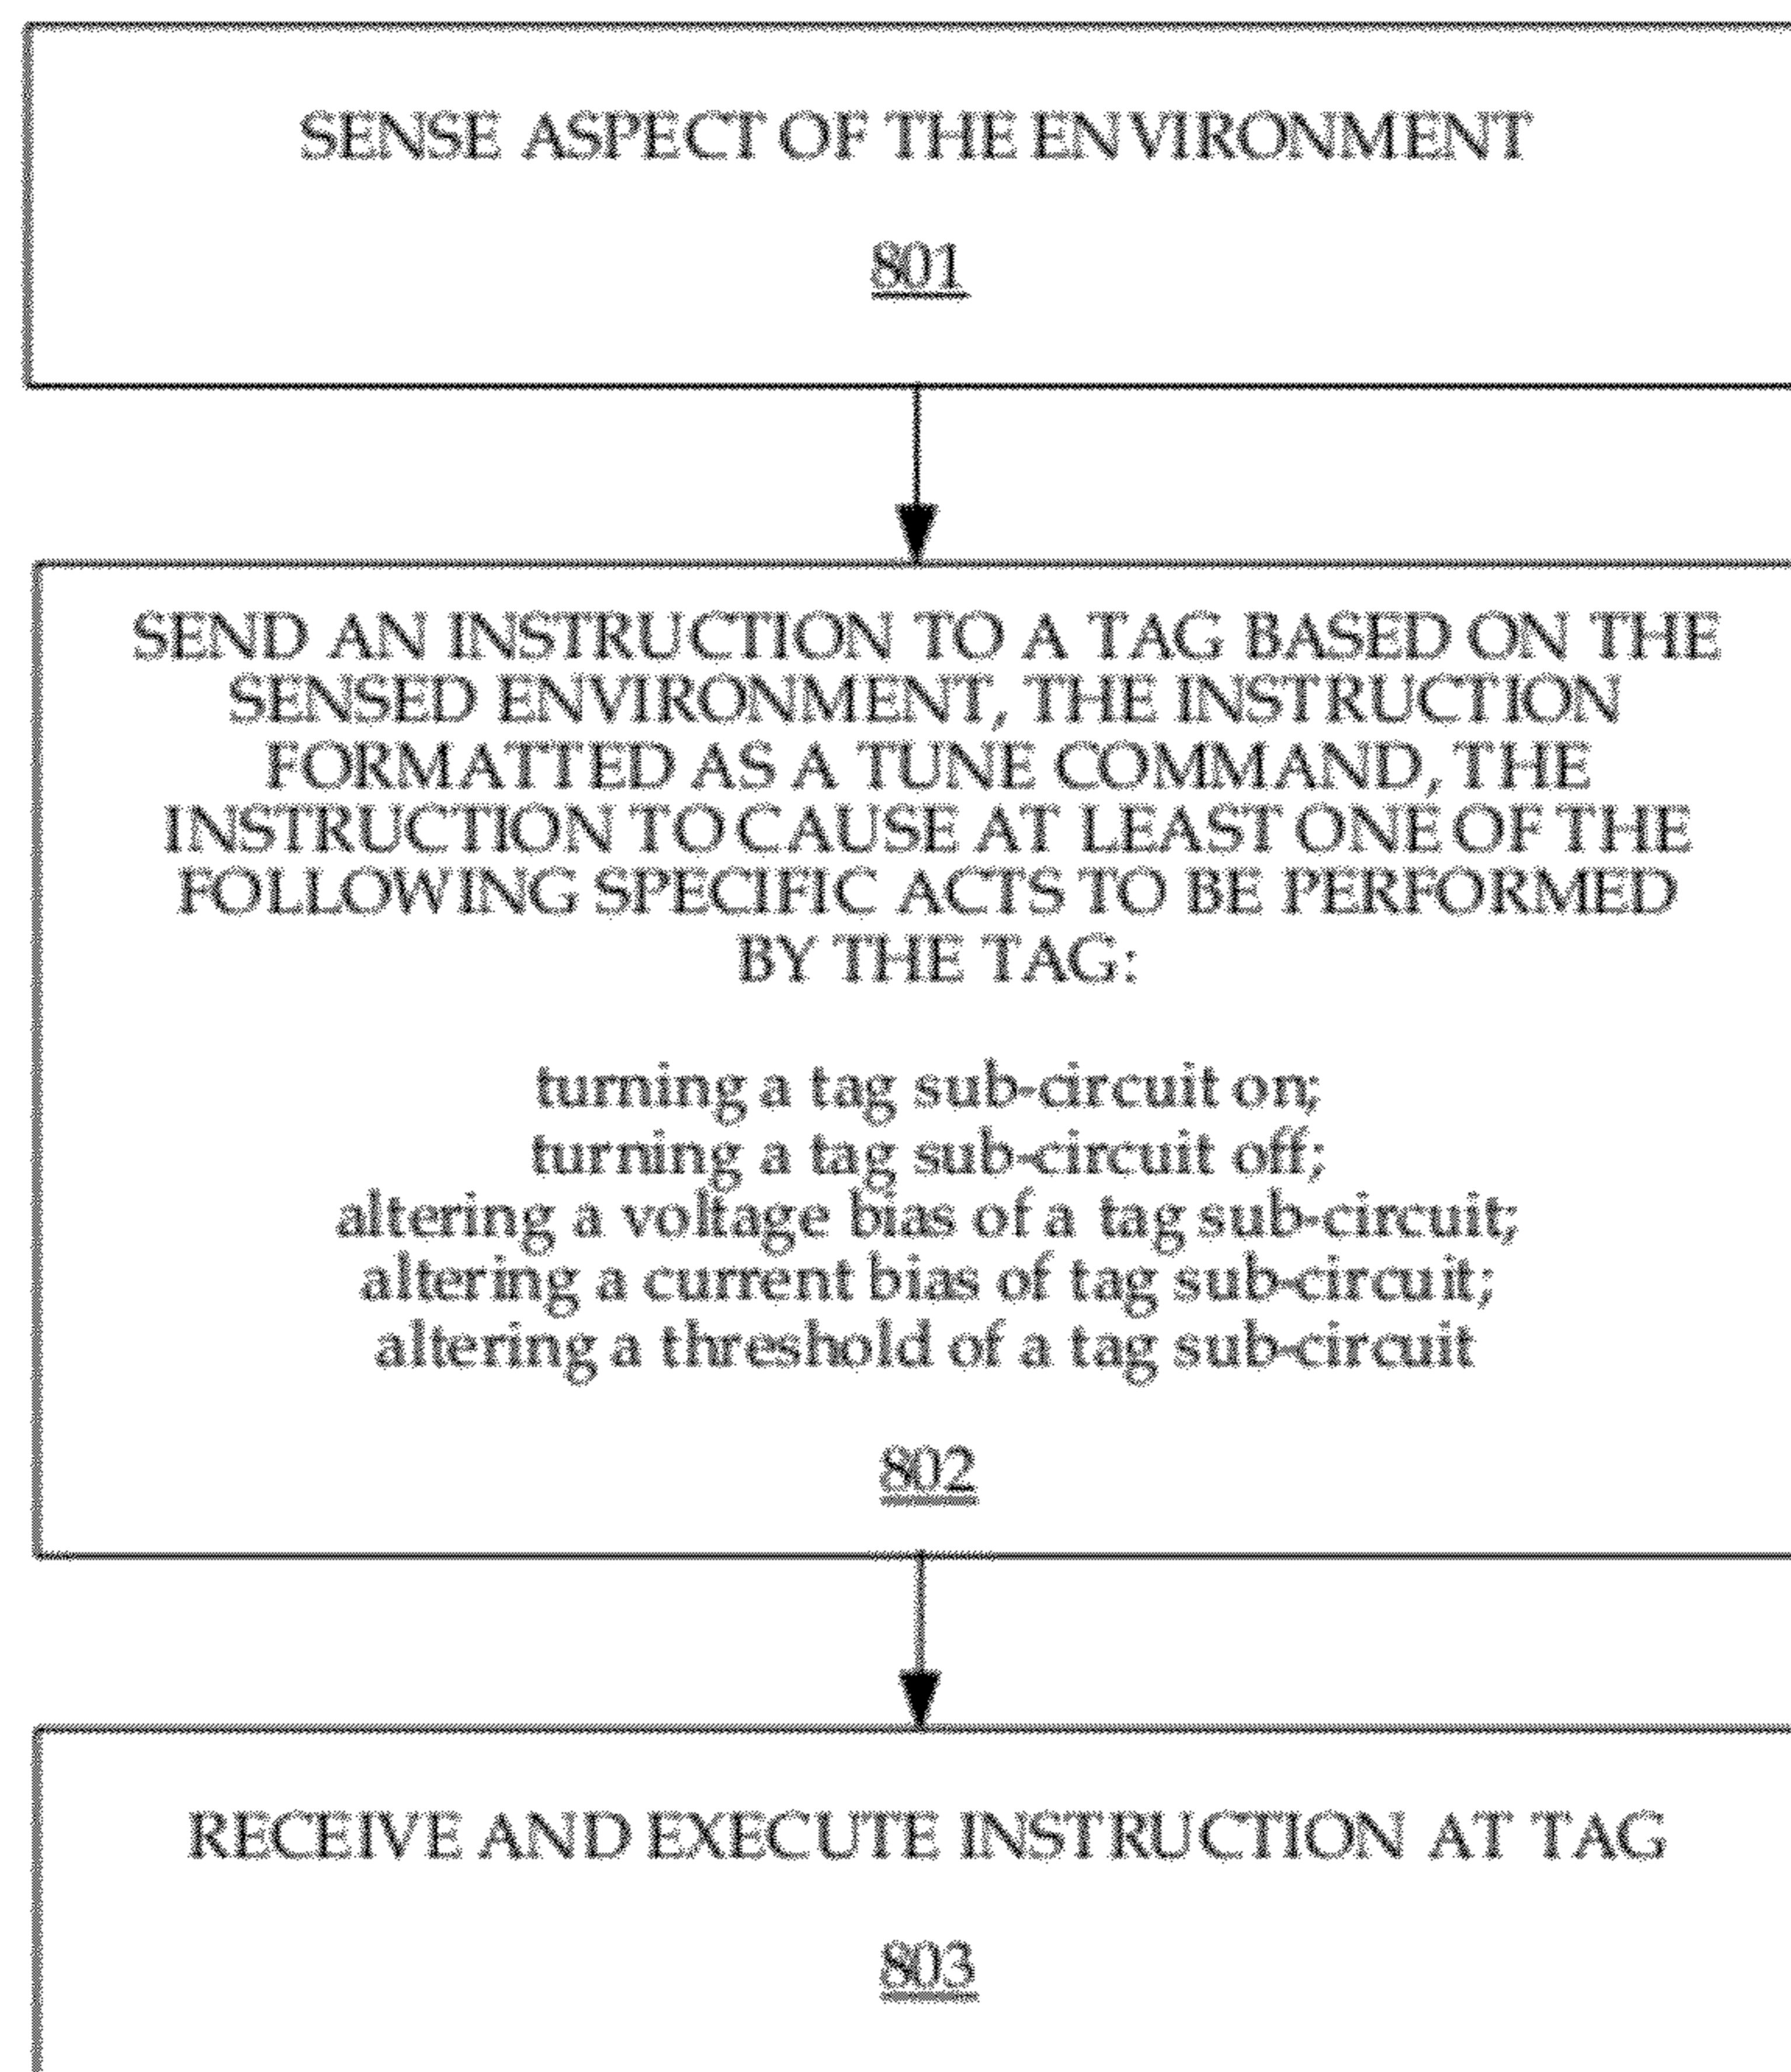 SENSE ASPECT OF THE ENVIRONMENT
801
SEND AN INSTRUCTION TO A TAG BASED ON THE
SENSED ENVIRONMENT, THE INSTRUCTION
FORMATTED AS A TUNE COMMAND, THE
INSTRUCTION TO CAUSE AT LEAST ONE OF THE
FOLLOWING SPECIFIC ACTS TO BE PERFORMED
BY THE TAG:
turning a tag sub-circuit on;
turning a tag sub-circuit off;
altering a voltage bias of a tag sub-circuit;
altering a current bias of tag sub-circuit;
altering a threshold of a tag sub-circuit
802
RECEIVE AND EXECUTE INSTRUCTION AT TAG
803